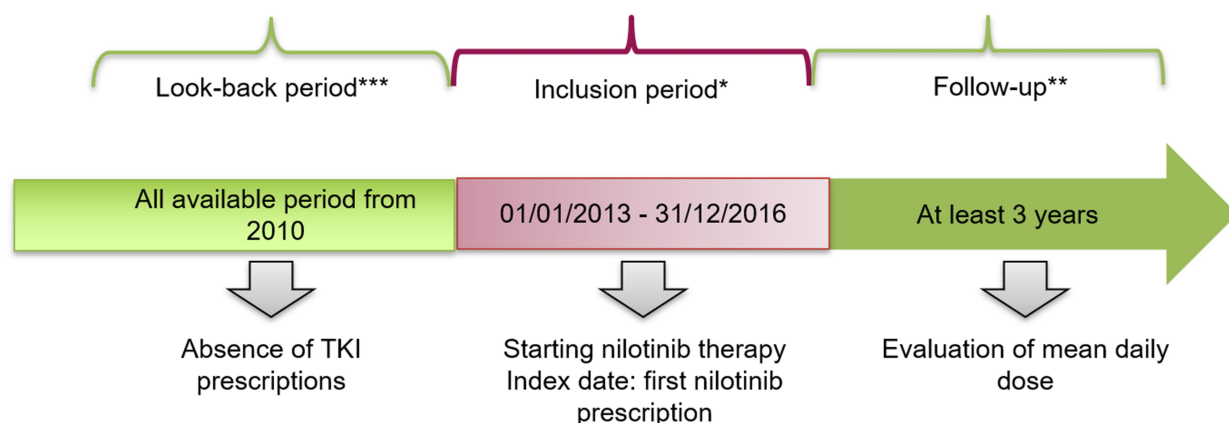 Look-back period***
Inclusion period*
Follow-up**
All available period from
2010
01/01/2013 - 31/12/2016
At least 3 years
Absence of TKI
prescriptions
Starting nilotinib therapy
Index date: first nilotinib
prescription
Evaluation of mean daily
dose